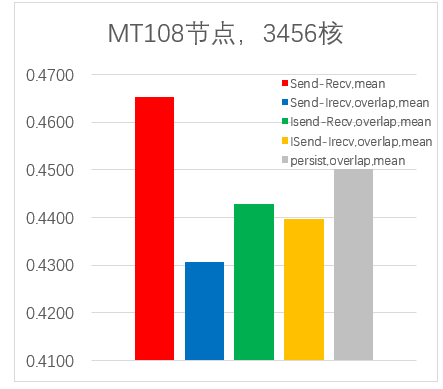 MT108节点，3456核
0.4700
0.4600
0.4500
0.4400
0.4300
0.4200
0.4100
Send-Recv,mean
Send-Irecv,overlap,mean
Isend-Recv,overlap,mean
ISend-Irecv,overlap,mean
persist,overlap,mean